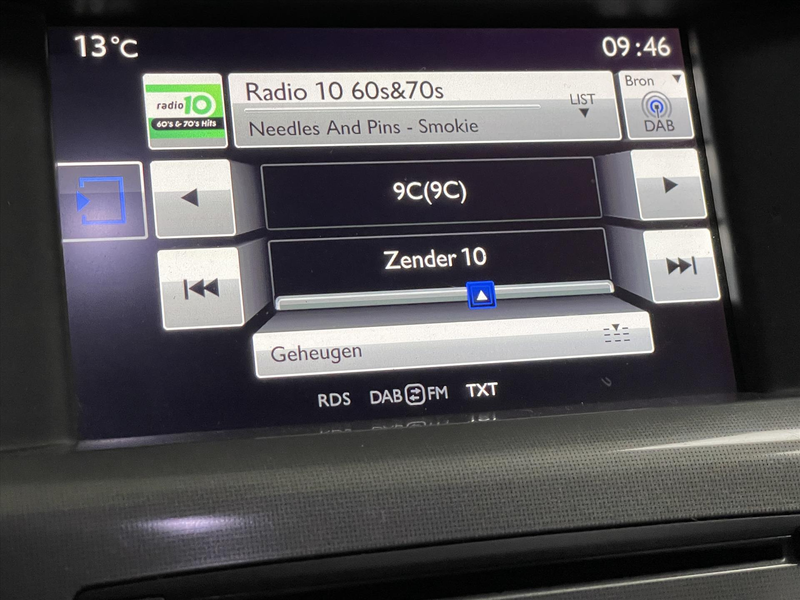 13°C
09:46
radio 10
60's & 70's Hits
Radio 10 60s&70s
LIST
Needles And Pins - Smokie
Bron
DAB
9C(9C)
Zender 10
Geheugen
RDS DAB FM TXT